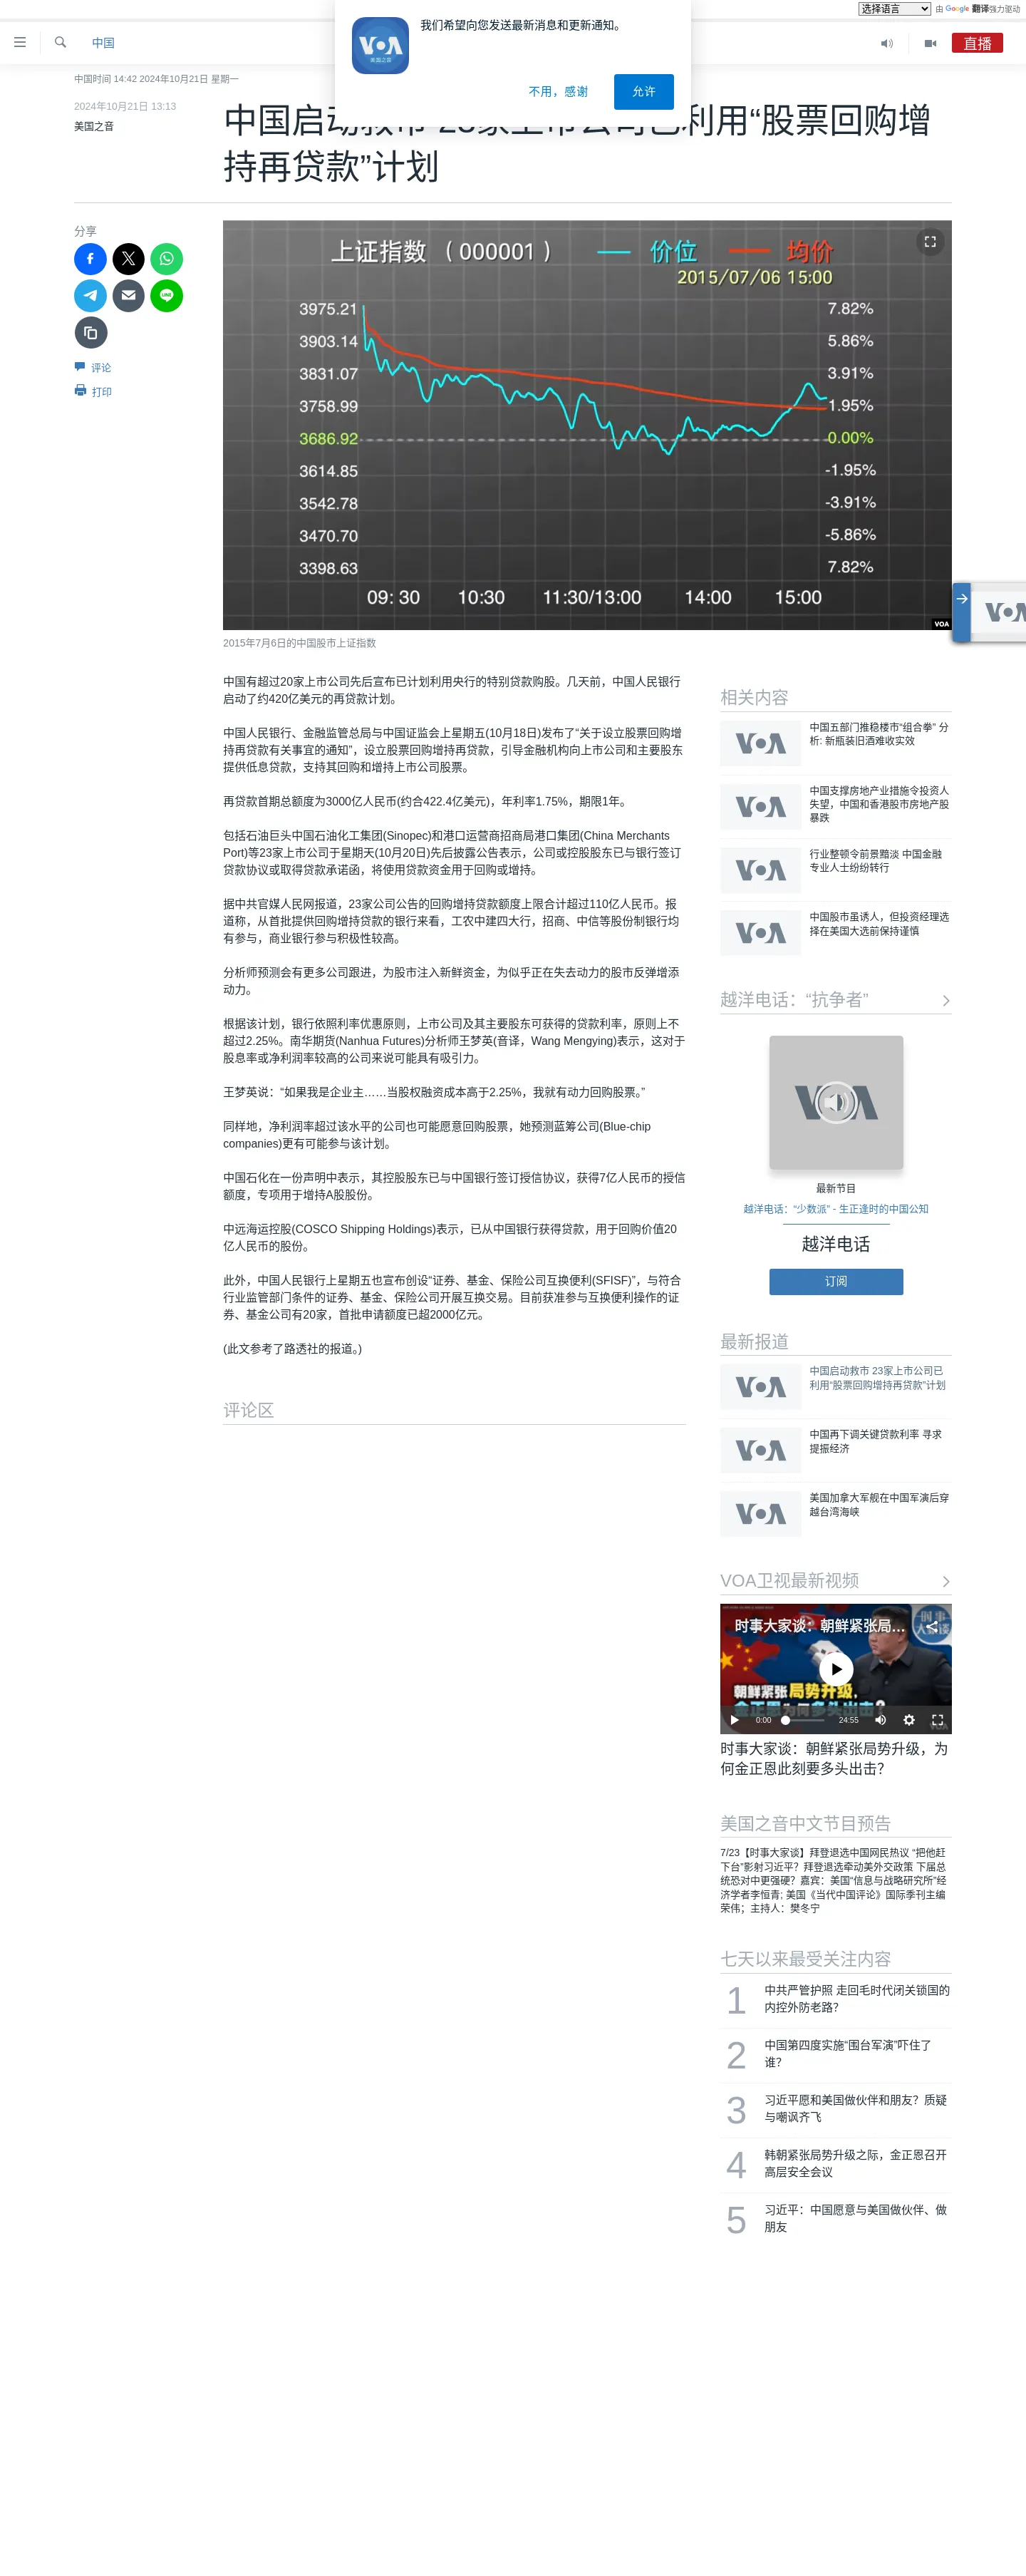 选择语言
由 Google 翻译强力驱动
我们希望向您发送最新消息和更新通知。
VOA
美国之音
不用，感谢
允许
中国
直播
中国时间 14:42 2024年10月21日 星期一
2024年10月21日 13:13
美国之音
中国启动救市 23家上市公司已利用“股票回购增
持再贷款”计划
分享
评论
打印
上证指数 （000001）
价位
均价
2015/07/06 15:00
3975.21
7.82%
3903.14
5.86%
3831.07
3.91%
3758.99
1.95%
3686.92
0.00%
3614.85
-1.95%
3542.78
-3.91%
3470.70
-5.86%
3398.63
7.82%
09: 30
10:30
11:30/13:00
14:00
15:00
VOA
2015年7月6日的中国股市上证指数
中国有超过20家上市公司先后宣布已计划利用央行的特别贷款购股。几天前，中国人民银行
启动了约420亿美元的再贷款计划。
中国人民银行、金融监管总局与中国证监会上星期五(10月18日)发布了“关于设立股票回购增
持再贷款有关事宜的通知”，设立股票回购增持再贷款，引导金融机构向上市公司和主要股东
提供低息贷款，支持其回购和增持上市公司股票。
再贷款首期总额度为3000亿人民币(约合422.4亿美元)，年利率1.75%，期限1年。
包括石油巨头中国石油化工集团(Sinopec)和港口运营商招商局港口集团(China Merchants
Port)等23家上市公司于星期天(10月20日)先后披露公告表示，公司或控股股东已与银行签订
贷款协议或取得贷款承诺函，将使用贷款资金用于回购或增持。
据中共官媒人民网报道，23家公司公告的回购增持贷款额度上限合计超过110亿人民币。报
道称，从首批提供回购增持贷款的银行来看，工农中建四大行，招商、中信等股份制银行均
有参与，商业银行参与积极性较高。
分析师预测会有更多公司跟进，为股市注入新鲜资金，为似乎正在失去动力的股市反弹增添
动力。
根据该计划，银行依照利率优惠原则，上市公司及其主要股东可获得的贷款利率，原则上不
超过2.25%。南华期货(Nanhua Futures)分析师王梦英(音译，Wang Mengying)表示，这对于
股息率或净利润率较高的公司来说可能具有吸引力。
王梦英说：“如果我是企业主……当股权融资成本高于2.25%，我就有动力回购股票。”
同样地，净利润率超过该水平的公司也可能愿意回购股票，她预测蓝筹公司(Blue-chip
companies)更有可能参与该计划。
中国石化在一份声明中表示，其控股股东已与中国银行签订授信协议，获得7亿人民币的授信
额度，专项用于增持A股股份。
中远海运控股(COSCO Shipping Holdings)表示，已从中国银行获得贷款，用于回购价值20
亿人民币的股份。
此外，中国人民银行上星期五也宣布创设“证券、基金、保险公司互换便利(SFISF)”，与符合
行业监管部门条件的证券、基金、保险公司开展互换交易。目前获准参与互换便利操作的证
券、基金公司有20家，首批申请额度已超2000亿元。
(此文参考了路透社的报道。)
评论区
相关内容
VOA
中国五部门推稳楼市“组合拳” 分
析: 新瓶装旧酒难收实效
VOA
中国支撑房地产业措施令投资人
失望，中国和香港股市房地产股
暴跌
VOA
行业整顿令前景黯淡 中国金融
专业人士纷纷转行
VOA
中国股市虽诱人，但投资经理选
择在美国大选前保持谨慎
越洋电话：“抗争者”
VOA
最新节目
越洋电话：“少数派” - 生正逢时的中国公知
越洋电话
订阅
最新报道
VOA
中国启动救市 23家上市公司已
利用“股票回购增持再贷款”计划
VOA
中国再下调关键贷款利率 寻求
提振经济
VOA
美国加拿大军舰在中国军演后穿
越台湾海峡
VOA卫视最新视频
时事大家谈：朝鲜紧张局...
时事
大家谈
朝鲜紧张局势升级，
金正恩为何多头出击？
0:00
24:55
VOA
时事大家谈：朝鲜紧张局势升级，为
何金正恩此刻要多头出击？
美国之音中文节目预告
7/23【时事大家谈】拜登退选中国网民热议 “把他赶
下台”影射习近平？拜登退选牵动美外交政策 下届总
统恐对中更强硬？嘉宾：美国“信息与战略研究所”经
济学者李恒青; 美国《当代中国评论》国际季刊主编
荣伟；主持人：樊冬宁
七天以来最受关注内容
1
中共严管护照 走回毛时代闭关锁国的
内控外防老路？
2
中国第四度实施“围台军演”吓住了
谁？
3
习近平愿和美国做伙伴和朋友？质疑
与嘲讽齐飞
4
韩朝紧张局势升级之际，金正恩召开
高层安全会议
5
习近平：中国愿意与美国做伙伴、做
朋友